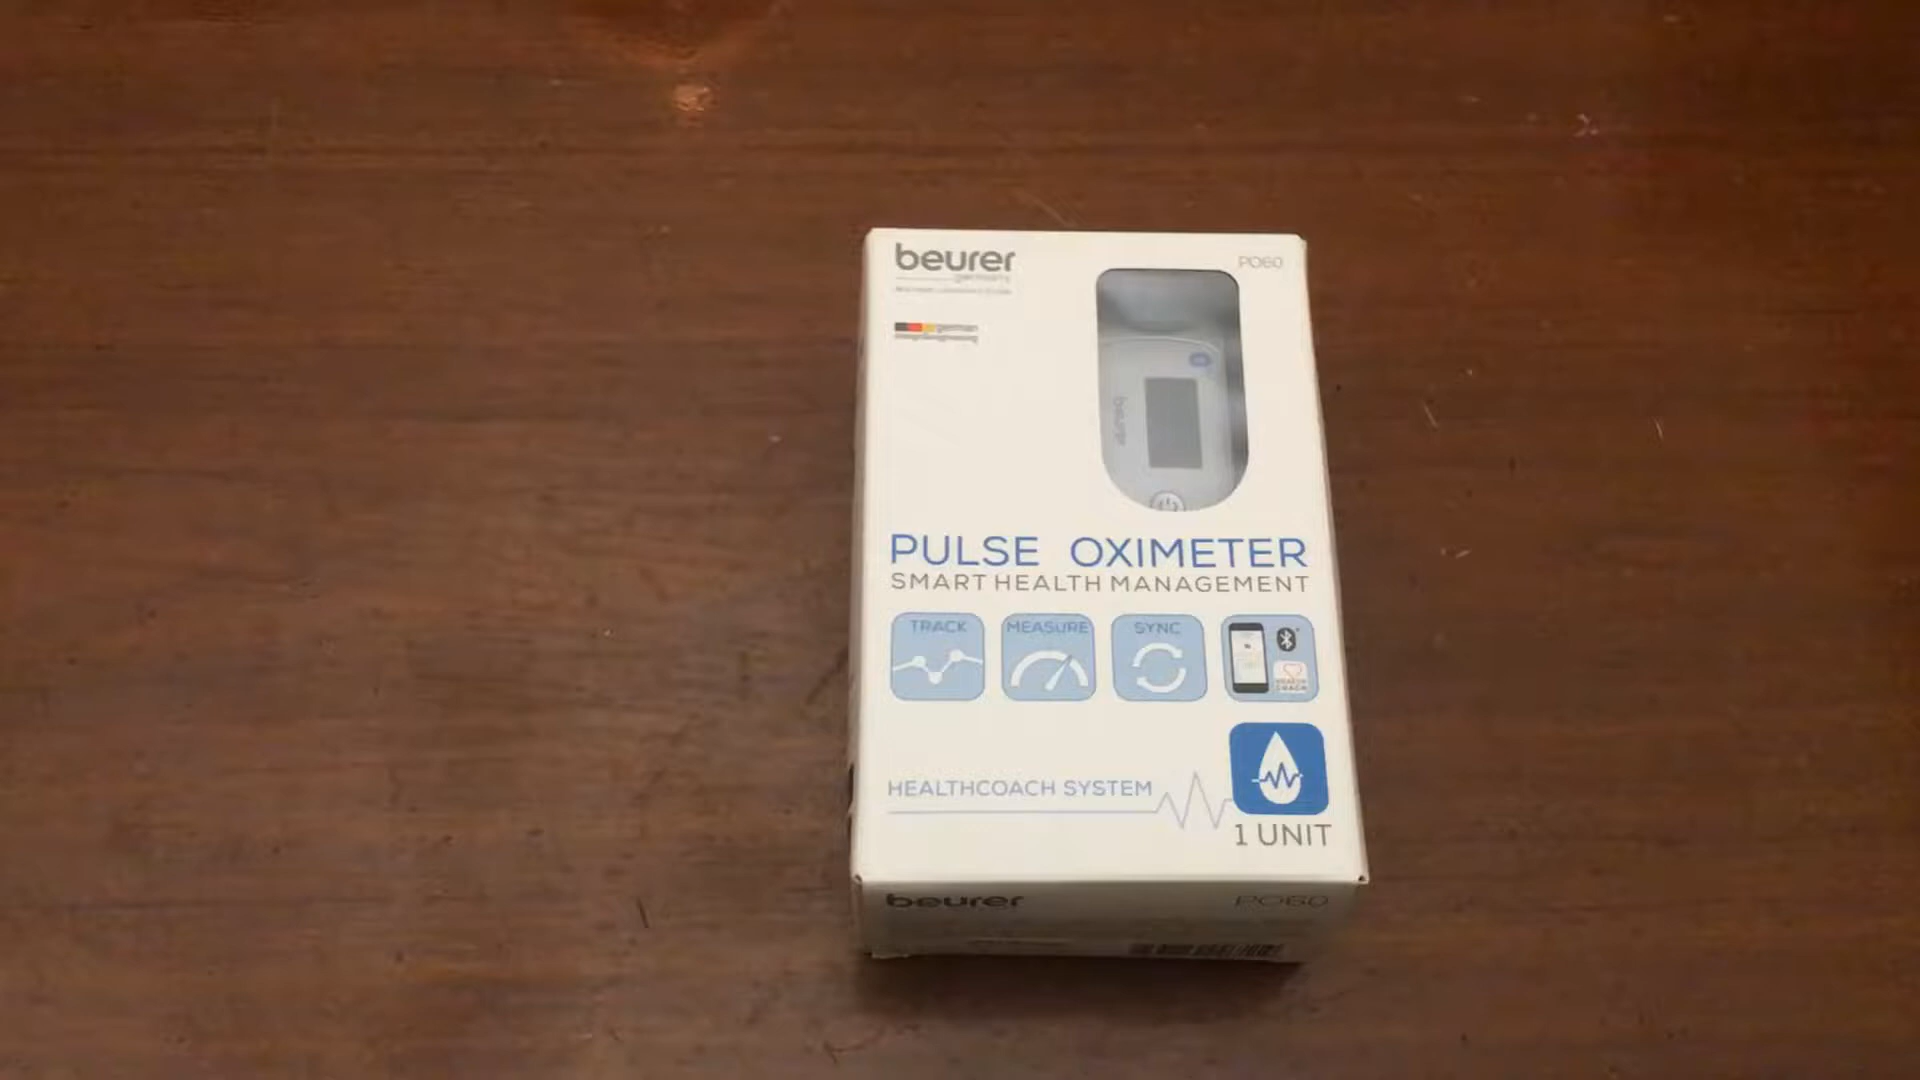 beurer
PO60
german
beurer
PULSE OXIMETER
SMART HEALTH MANAGEMENT
TRACK
MEASURE
SYNC
HEALTHCOACH SYSTEM
1 UNIT
beurer
PO60